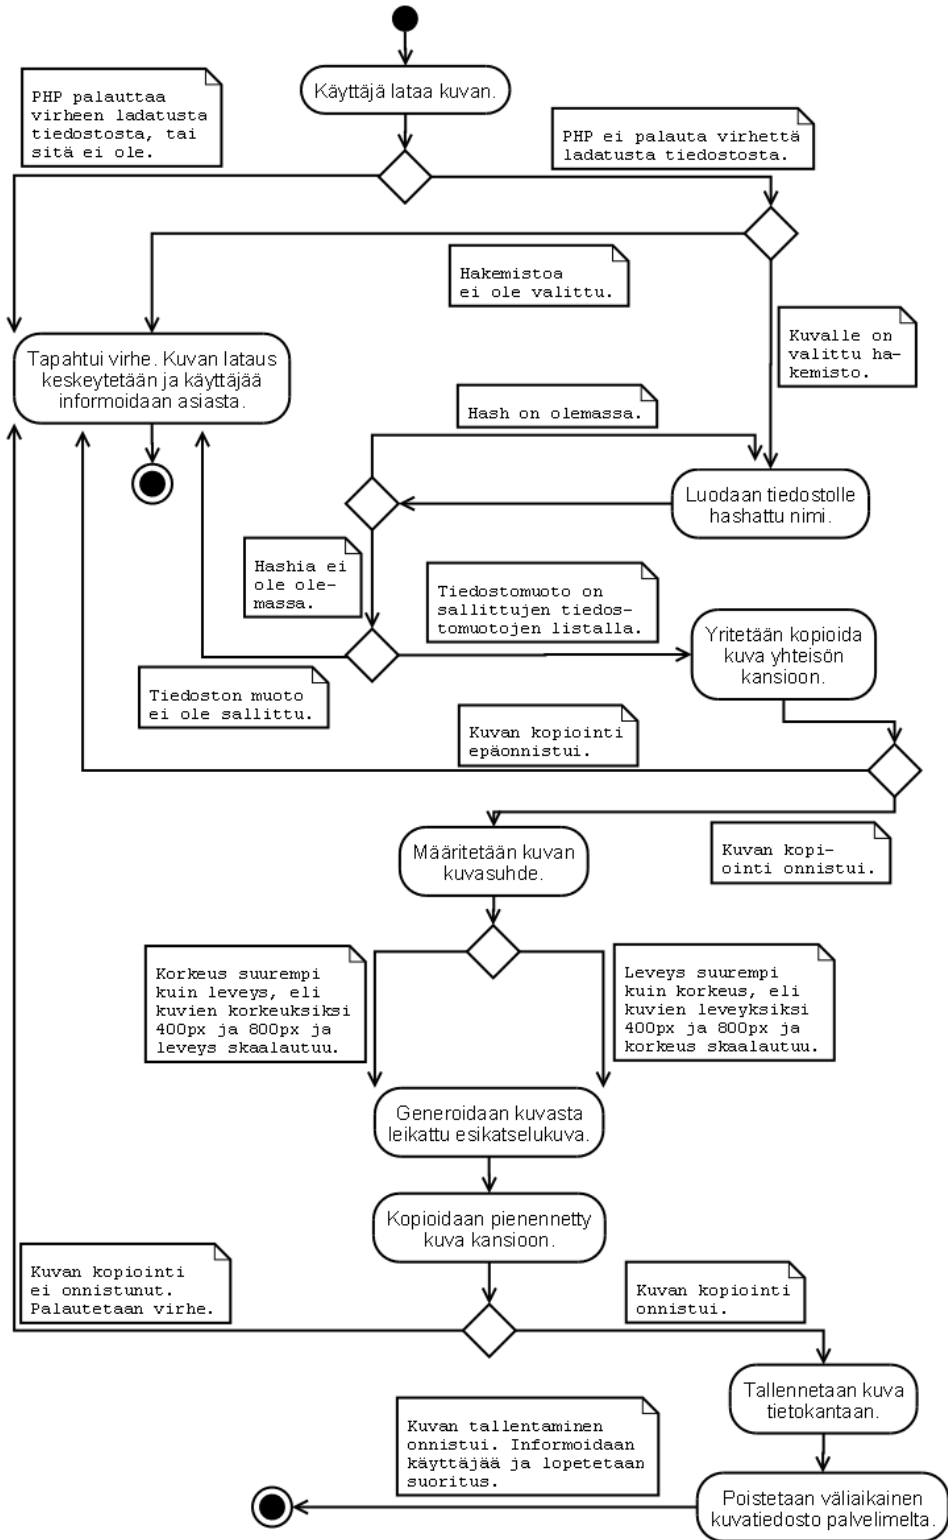 Käyttäjä lataa kuvan.
PHP palauttaa
virheen ladatusta
tiedostosta, tai
sitä ei ole.
PHP ei palauta virhettä
ladatusta tiedostosta.
Hakemistoa
ei ole valittu.
Kuvalle on
valittu ha-
kemisto.
Tapahtui virhe. Kuvan lataus
keskeytetään ja käyttäjää
informoidaan asiasta.
Hash on olemassa.
Luodaan tiedostolle
hashattu nimi.
Hashia ei
ole ole-
massa.
Tiedostomuoto on
sallittujen tiedos-
tomuotojen listalla.
Yritetään kopioida
kuva yhteisön
kansioon.
Tiedoston muoto
ei ole sallittu.
Kuvan kopiointi
epäonnistui.
Määritetään kuvan
kuvasuhde.
Kuvan kopi-
ointi onnistui.
Korkeus suurempi
kuin leveys, eli
kuvien korkeuksiksi
400px ja 800px ja
leveys skaalautuu.
Leveys suurempi
kuin korkeus, eli
kuvien leveyksiksi
400px ja 800px ja
korkeus skaalautuu.
Generoidaan kuvasta
leikattu esikatselukuva.
Kopioidaan pienennetty
kuva kansioon.
Kuvan kopiointi
ei onnistunut.
Palautetaan virhe.
Kuvan kopiointi
onnistui.
Tallennetaan kuva
tietokantaan.
Kuvan tallentaminen
onnistui. Informoidaan
käyttäjää ja lopetetaan
suoritus.
Poistetaan väliaikainen
kuvatiedosto palvelimelta.